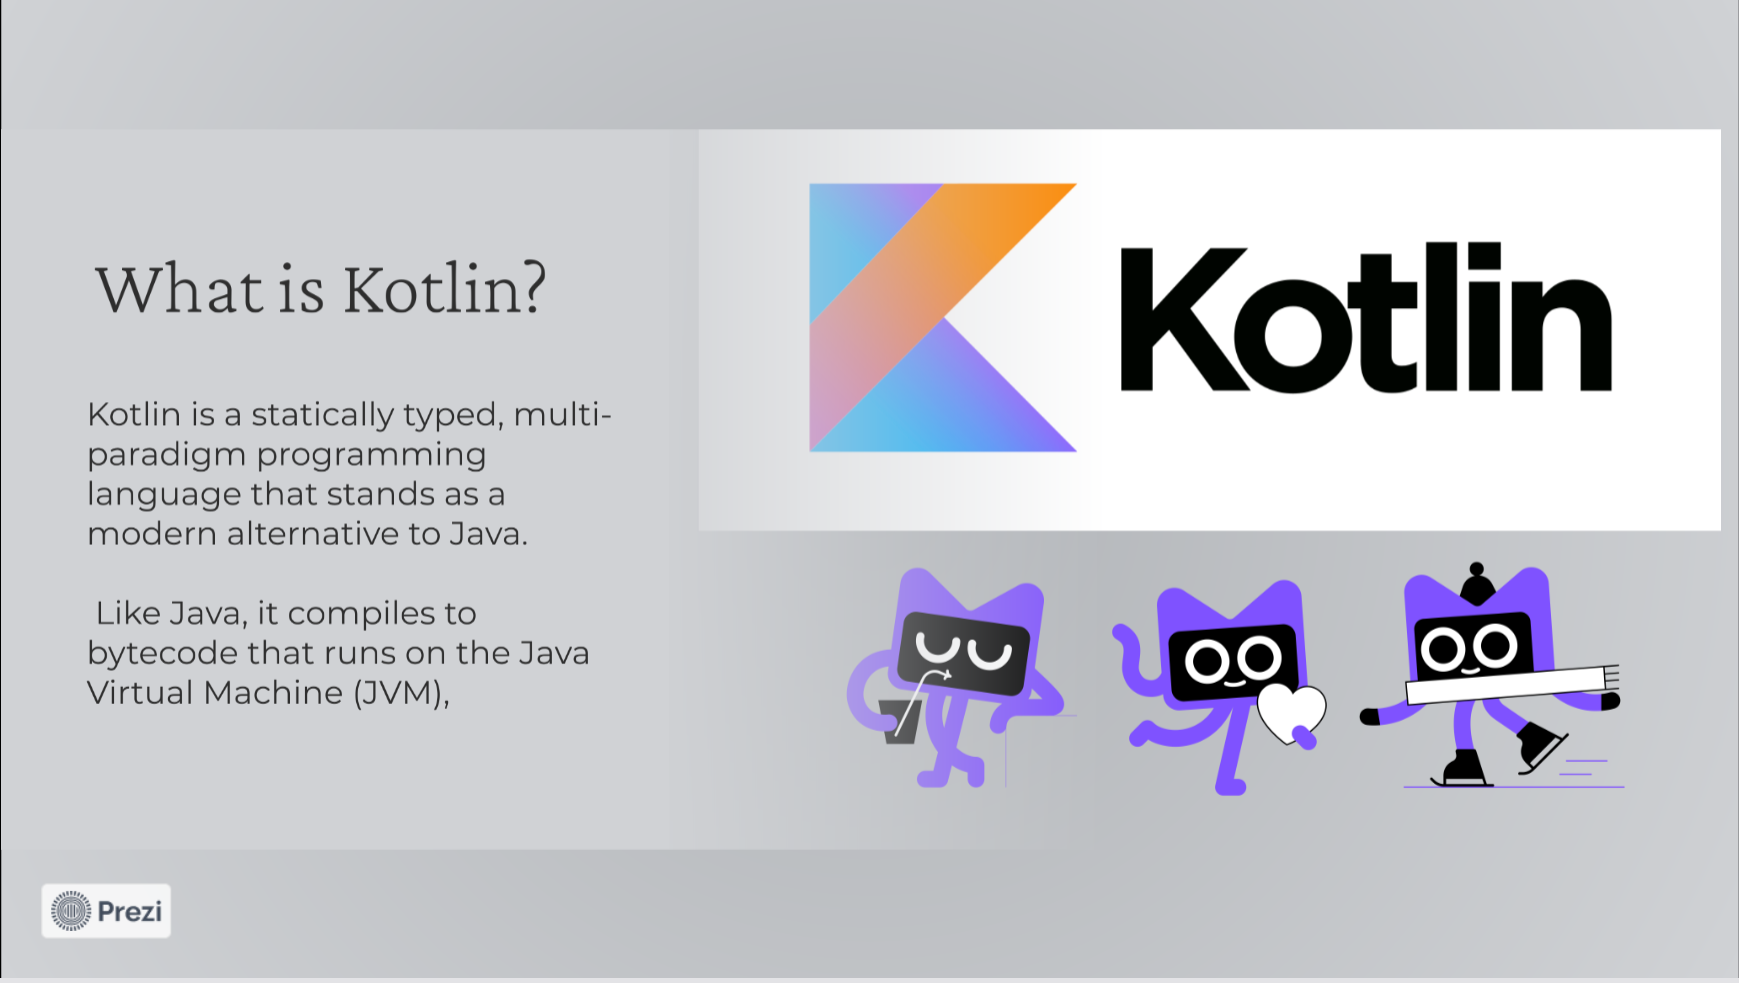 What is Kotlin?
Kotlin is a statically typed, multi-
paradigm programming
language that stands as a
modern alternative to Java.
Like Java, it compiles to
bytecode that runs on the Java
Virtual Machine (JVM),
Kotlin
Prezi